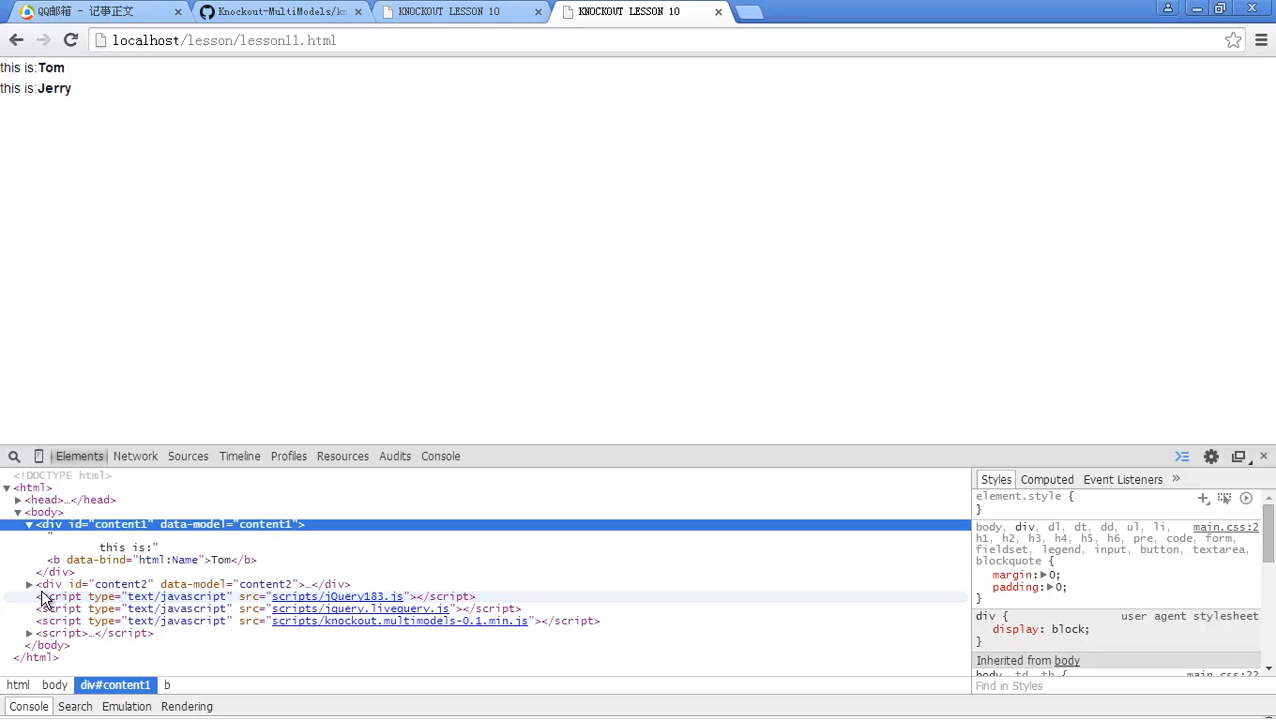 QQ邮箱 - 记事正文
Knockout-MultiModels/kn
KNOCKOUT LESSON 10
KNOCKOUT LESSON 10
localhost/lesson/lesson11.html
this is:Tom
this is:Jerry
Elements Network Sources Timeline Profiles Resources Audits Console
<!DOCTYPE html>
<html>
<head>…</head>
<body>
<div id="content1" data-model="content1">
"
this is:"
<b data-bind="html:Name">Tom</b>
</div>
<div id="content2" data-model="content2">…</div>
<script type="text/javascript" src="scripts/jQuery183.js"></script>
<script type="text/javascript" src="scripts/jquery.livequery.js"></script>
<script type="text/javascript" src="scripts/knockout.multimodels-0.1.min.js"></script>
<script>…</script>
</body>
</html>
html body div#content1 b
Styles Computed Event Listeners »
element.style {
}
body, div, dl, dt, dd, ul, li, main.css:2
h1, h2, h3, h4, h5, h6, pre, code, form,
fieldset, legend, input, button, textarea,
blockquote {
margin:▶0;
padding:▶0;
}
div { user agent stylesheet
display: block;
}
Inherited from body
body, td, th { main.css:22
Find in Styles
Console Search Emulation Rendering